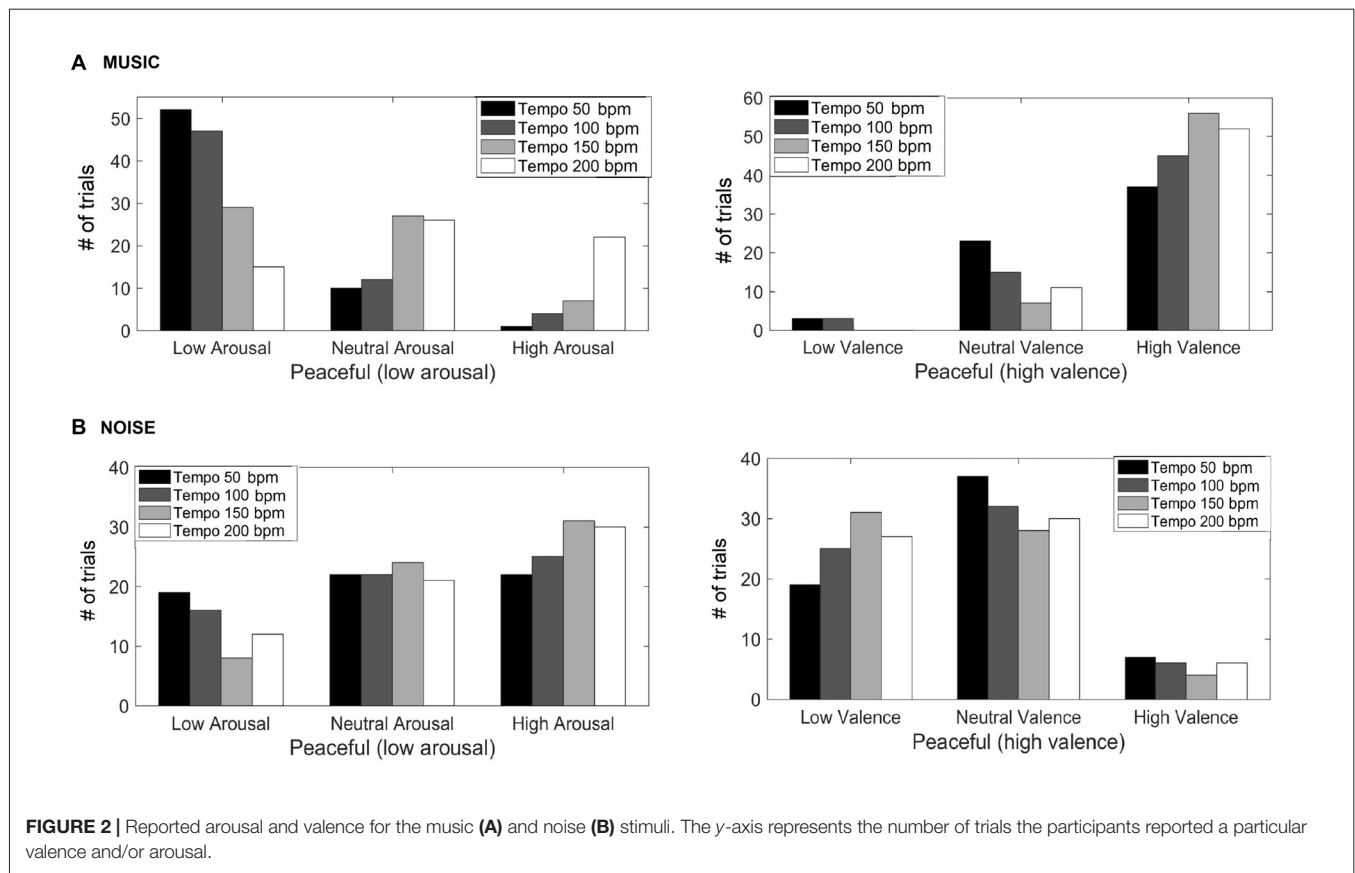 A MUSIC
50
40
30
20
10
0
# of trials
Tempo 50 bpm
Tempo 100 bpm
Tempo 150 bpm
Tempo 200 bpm
Low Arousal Neutral Arousal High Arousal
Peaceful (low arousal)
60
50
40
30
20
10
0
# of trials
Tempo 50 bpm
Tempo 100 bpm
Tempo 150 bpm
Tempo 200 bpm
Low Valence Neutral Valence High Valence
Peaceful (high valence)
B NOISE
40
30
20
10
0
# of trials
Tempo 50 bpm
Tempo 100 bpm
Tempo 150 bpm
Tempo 200 bpm
Low Arousal Neutral Arousal High Arousal
Peaceful (low arousal)
40
30
20
10
0
# of trials
Tempo 50 bpm
Tempo 100 bpm
Tempo 150 bpm
Tempo 200 bpm
Low Valence Neutral Valence High Valence
Peaceful (high valence)
FIGURE 2 | Reported arousal and valence for the music (A) and noise (B) stimuli. The y-axis represents the number of trials the participants reported a particular
valence and/or arousal.